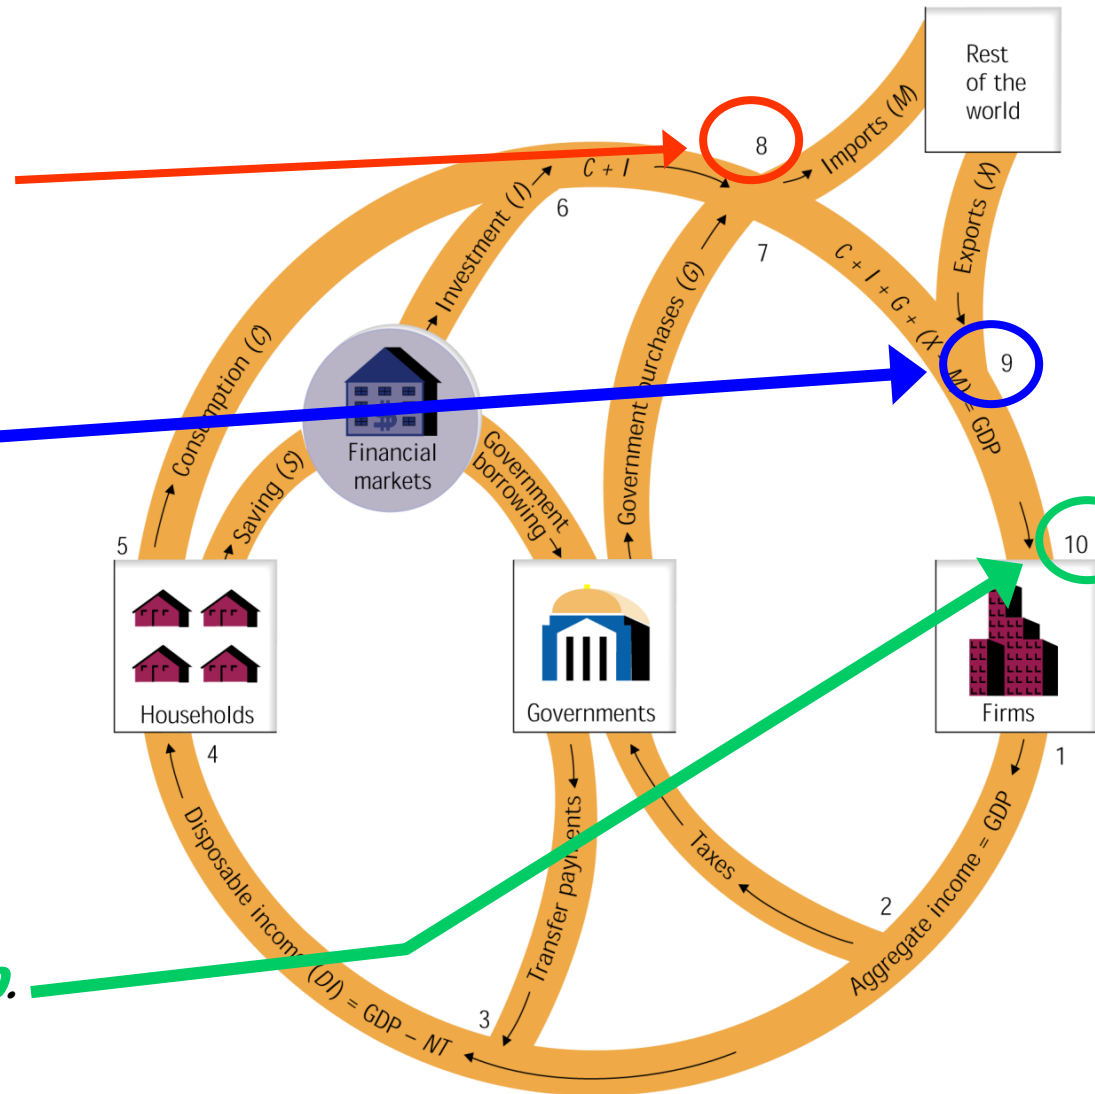 Rest
of the
world
8
Imports (M)
C + I
Investment (I)
6
Exports (X)
7
C + I + G + (X - M) = GDP
9
Government purchases (G)
Consumption (C)
Financial
markets
Saving (S)
Government
borrowing
5
10
Households
Governments
Firms
4
1
Disposable income (DI) = GDP – NT
Transfer payments
Taxes
2
Aggregate income = GDP
3